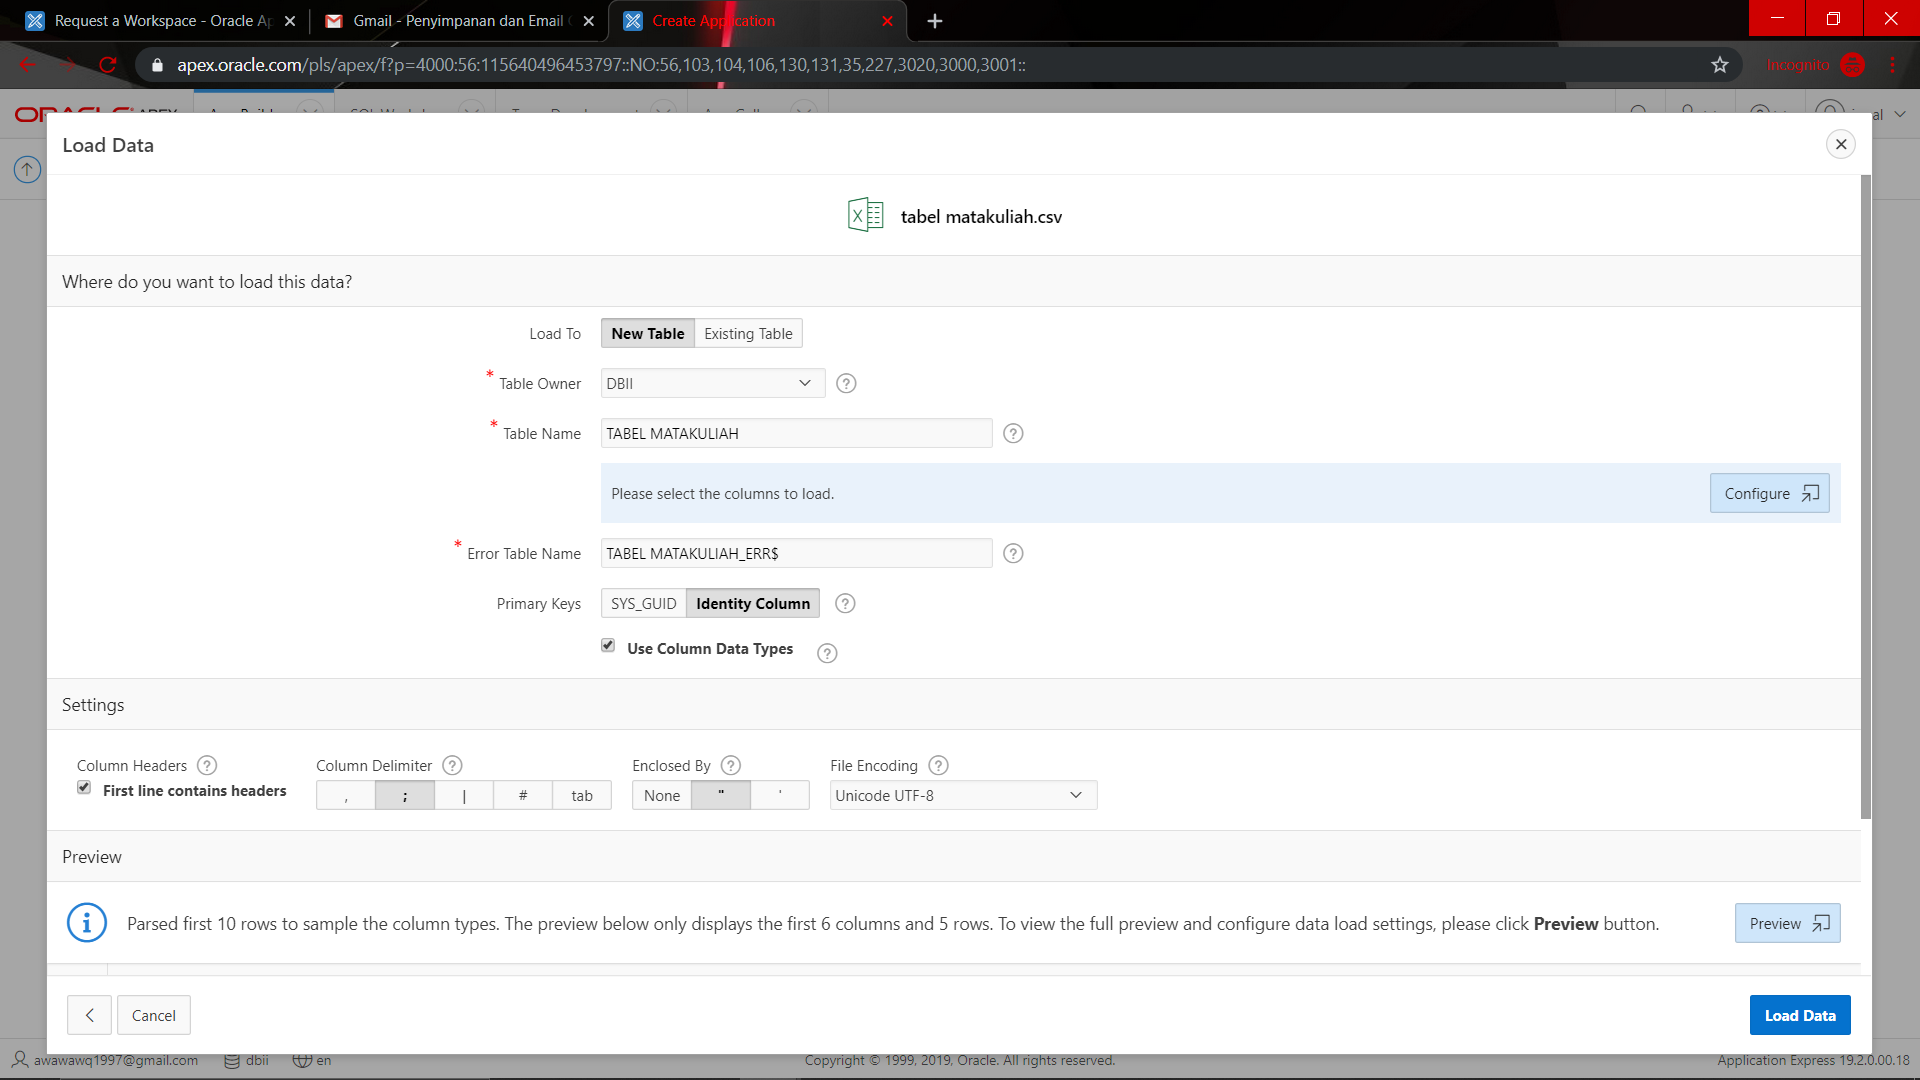 Request a Workspace - Oracle Ap
Gmail - Penyimpanan dan Email
Create Application
apex.oracle.com/pls/apex/f?p=4000:56:115640496453797::NO:56,103,104,106,130,131,35,227,3020,3000,3001::
Incognito
Load Data
tabel matakuliah.csv
Where do you want to load this data?
Load To
New Table
Existing Table
* Table Owner
DBII
?
* Table Name
TABEL MATAKULIAH
?
Please select the columns to load.
Configure
* Error Table Name
TABEL MATAKULIAH_ERR$
?
Primary Keys
SYS_GUID
Identity Column
?
Use Column Data Types
?
Settings
Column Headers ?
Column Delimiter ?
Enclosed By ?
File Encoding ?
First line contains headers
, ; | # tab
None " '
Unicode UTF-8
Preview
Parsed first 10 rows to sample the column types. The preview below only displays the first 6 columns and 5 rows. To view the full preview and configure data load settings, please click Preview button.
Preview
Cancel
Load Data
awawawq1997@gmail.com
dbii
en
Copyright © 1999, 2019, Oracle. All rights reserved.
Application Express 19.2.0.00.18